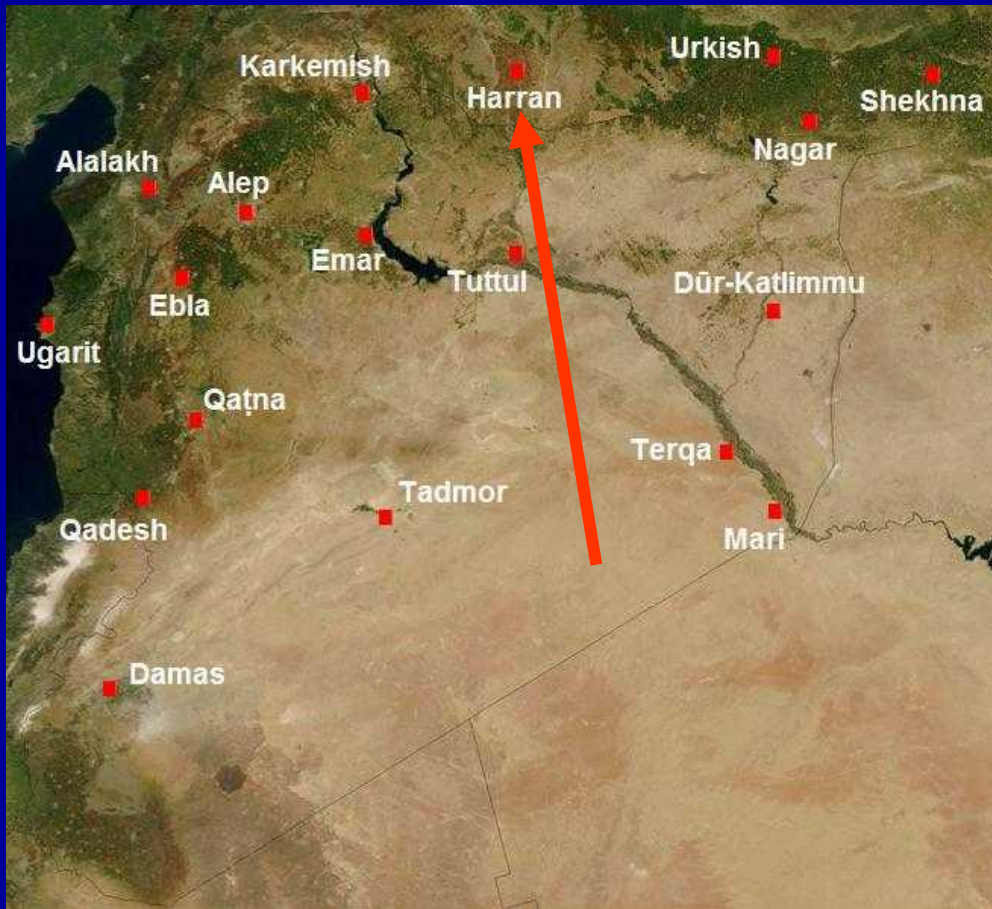 Urkish
Karkemish
Harran
Shekhna
Nagar
Alalakh
Alep
Emar
Tuttul
Dūr-Katlimmu
Ebla
Ugarit
Qaṭna
Terqa
Tadmor
Qadesh
Mari
Damas